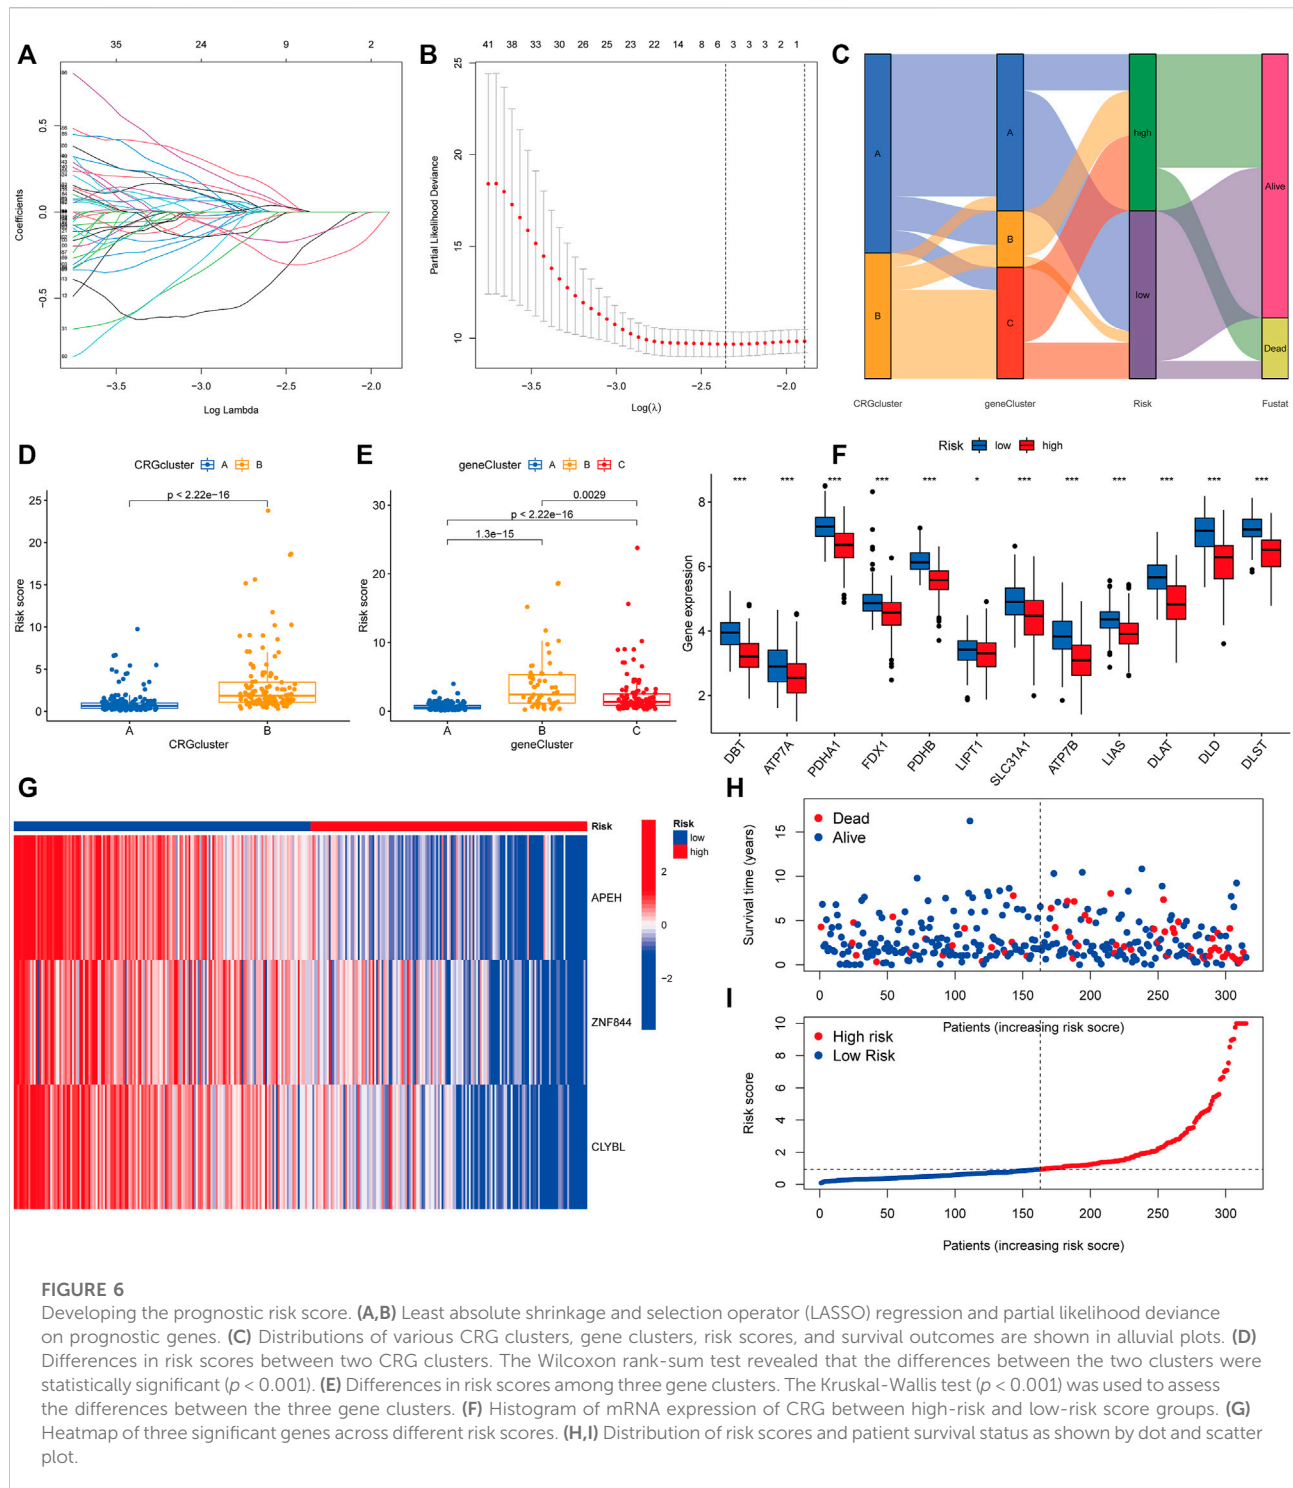 A
35 24 9 2
0.5
0.0
−0.5
Coefficients
−3.5 −3.0 −2.5 −2.0
Log Lambda
B
41 38 33 30 26 25 23 22 14 8 6 3 3 3 2 1
25
20
15
10
Partial Likelihood Deviance
−3.5 −3.0 −2.5 −2.0
Log(λ)
C
A
B
A
B
C
high
low
Alive
Dead
CRGcluster geneCluster Risk Fustat
D
CRGcluster A B
p < 2.22e−16
25
20
15
10
5
0
Risk score
A B
CRGcluster
E
geneCluster A B C
0.0029
p < 2.22e−16
1.3e−15
30
20
10
0
Risk score
A B C
geneCluster
F
Risk low high
*** *** *** *** *** * *** *** *** *** *** ***
8
6
4
2
Gene expression
DBT ATP7A PDHA1 FDX1 PDHB LIPT1 SLC31A1 ATP7B LIAS DLAT DLD DLST
G
Risk
APEH
ZNF844
CLYBL
2
0
−2
Risk
low
high
H
Dead
Alive
15
10
5
0
Survival time (years)
0 50 100 150 200 250 300
Patients (increasing risk socre)
I
High risk
Low Risk
10
8
6
4
2
0
Risk score
0 50 100 150 200 250 300
Patients (increasing risk socre)
FIGURE 6
Developing the prognostic risk score. (A,B) Least absolute shrinkage and selection operator (LASSO) regression and partial likelihood deviance
on prognostic genes. (C) Distributions of various CRG clusters, gene clusters, risk scores, and survival outcomes are shown in alluvial plots. (D)
Differences in risk scores between two CRG clusters. The Wilcoxon rank-sum test revealed that the differences between the two clusters were
statistically significant (p < 0.001). (E) Differences in risk scores among three gene clusters. The Kruskal-Wallis test (p < 0.001) was used to assess
the differences between the three gene clusters. (F) Histogram of mRNA expression of CRG between high-risk and low-risk score groups. (G)
Heatmap of three significant genes across different risk scores. (H,I) Distribution of risk scores and patient survival status as shown by dot and scatter
plot.